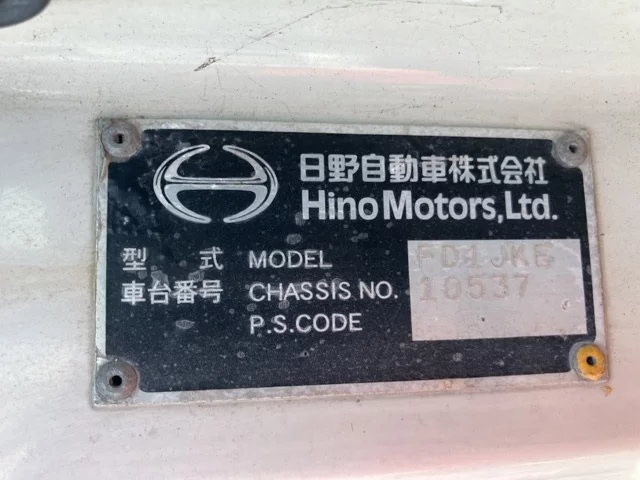 日野自動車株式会社
Hino Motors, Ltd.
型 式 MODEL FD1JKE
車台番号 CHASSIS NO. 10537
P.S.CODE